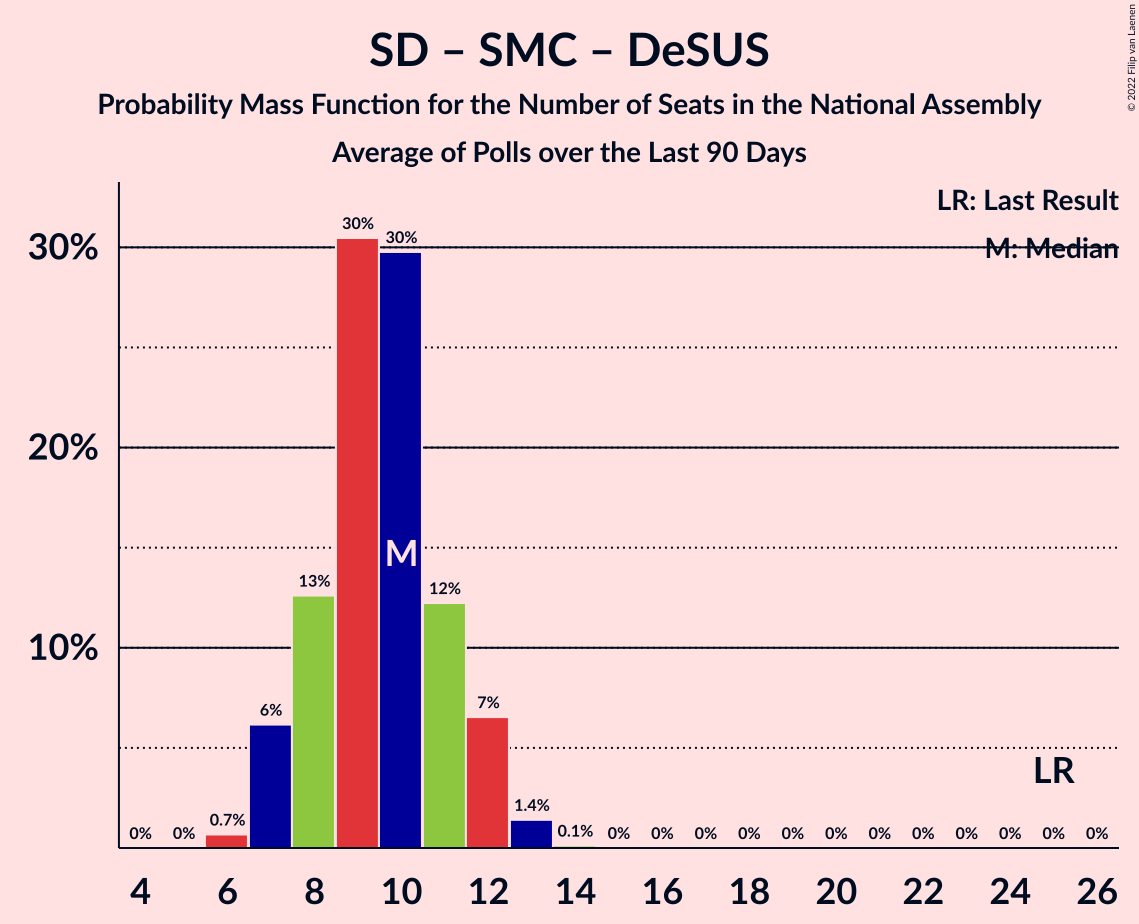 SD – SMC – DeSUS
Probability Mass Function for the Number of Seats in the National Assembly
Average of Polls over the Last 90 Days
© 2022 Filip van Laenen
LR: Last Result
M: Median
30%
20%
10%
0% 0% 0.7% 6% 13% 30% 30% 12% 7% 1.4% 0.1% 0% 0% 0% 0% 0% 0% 0% 0% 0% 0% 0% 0%
M
LR
4 6 8 10 12 14 16 18 20 22 24 26